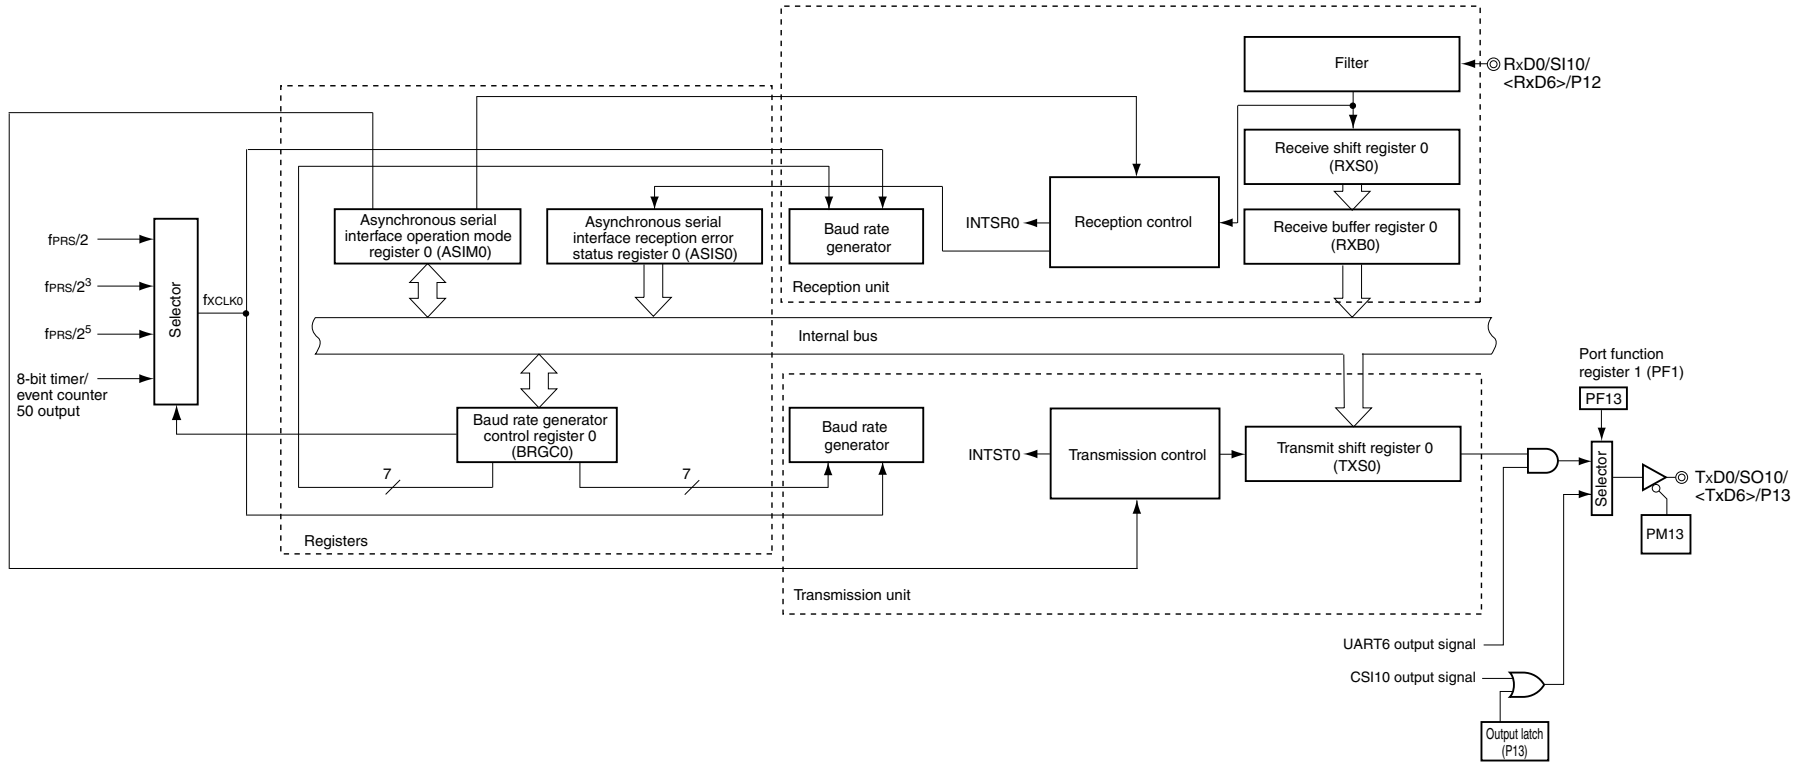 Filter
RxD0/SI10/
<RxD6>/P12
Receive shift register 0
(RXS0)
Asynchronous serial
interface operation mode
register 0 (ASIM0)
Asynchronous serial
interface reception error
status register 0 (ASIS0)
Baud rate
generator
INTSR0
Reception control
Receive buffer register 0
(RXB0)
Reception unit
fPRS/2
fPRS/2³
fPRS/2⁵
8-bit timer/
event counter
50 output
Selector
fXCLK0
Internal bus
Port function
register 1 (PF1)
PF13
Baud rate generator
control register 0
(BRGC0)
7
7
Baud rate
generator
INTST0
Transmission control
Transmit shift register 0
(TXS0)
Selector
TxD0/SO10/
<TxD6>/P13
PM13
Registers
Transmission unit
UART6 output signal
CSI10 output signal
Output latch
(P13)